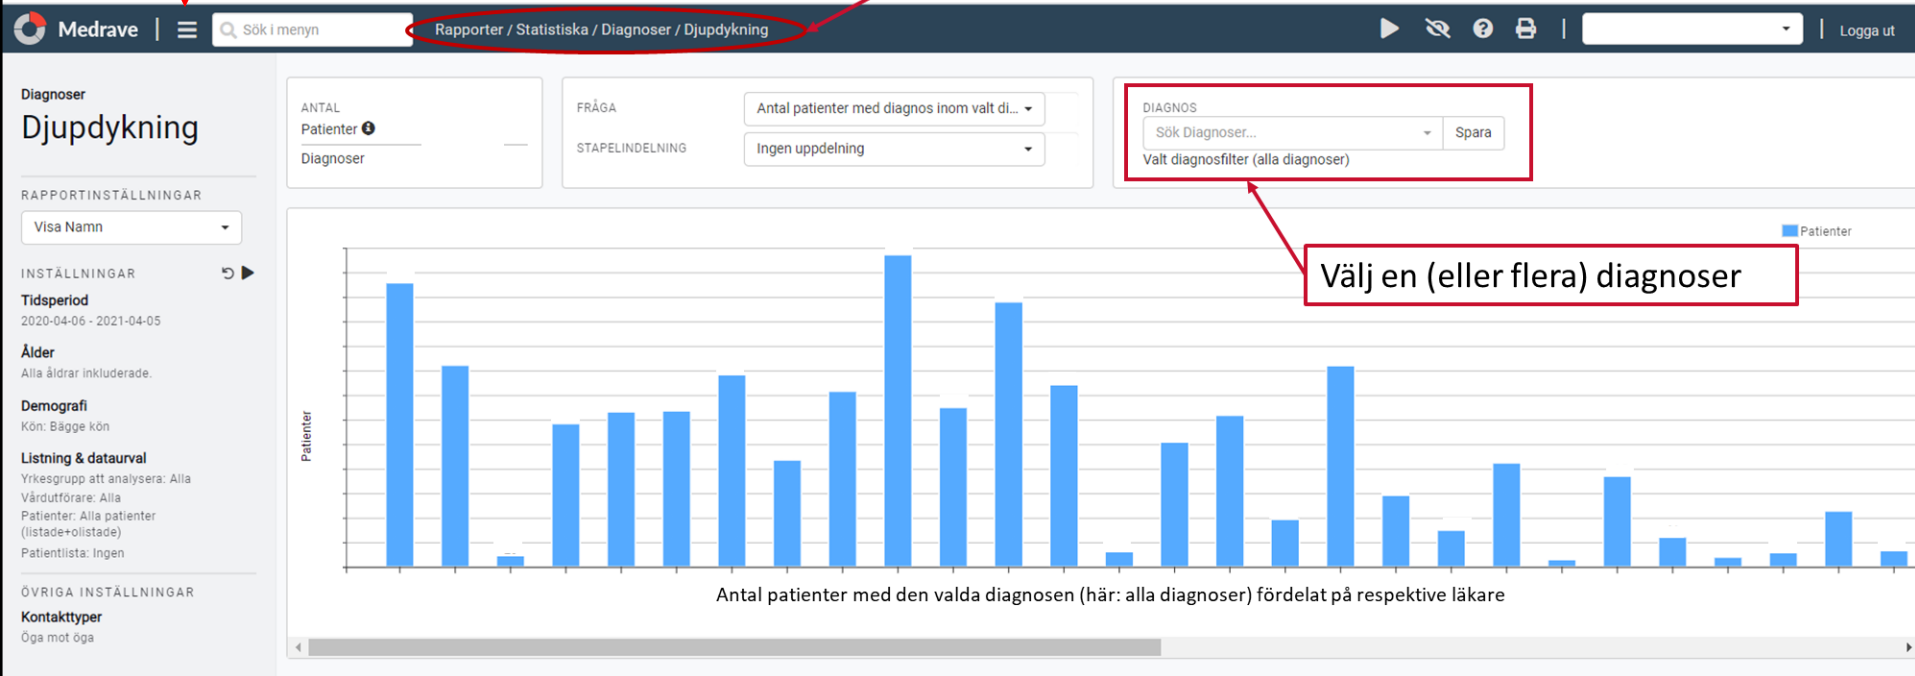 Medrave
Sök i menyn
Rapporter / Statistiska / Diagnoser / Djupdykning
Logga ut
Diagnoser
Djupdykning
RAPPORTINSTÄLLNINGAR
Visa Namn
INSTÄLLNINGAR
Tidsperiod
2020-04-06 - 2021-04-05
Ålder
Alla åldrar inkluderade.
Demografi
Kön: Bägge kön
Listning & dataurval
Yrkesgrupp att analysera: Alla
Vårdutförare: Alla
Patienter: Alla patienter
(listade+olistade)
Patientlista: Ingen
ÖVRIGA INSTÄLLNINGAR
Kontakttyper
Öga mot öga
ANTAL
Patienter
Diagnoser
FRÅGA
Antal patienter med diagnos inom valt di...
STAPELINDELNING
Ingen uppdelning
DIAGNOS
Sök Diagnoser...
Spara
Valt diagnosfilter (alla diagnoser)
Patienter
Välj en (eller flera) diagnoser
Patienter
Antal patienter med den valda diagnosen (här: alla diagnoser) fördelat på respektive läkare